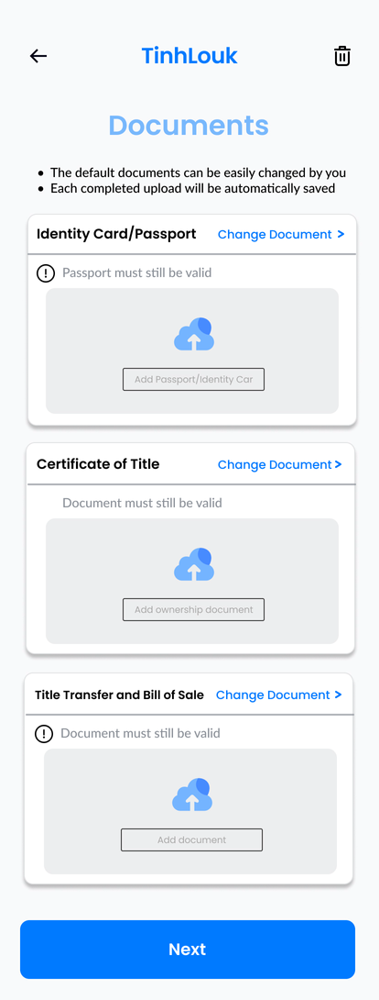 TinhLouk
Documents
• The default documents can be easily changed by you
• Each completed upload will be automatically saved
Identity Card/Passport Change Document >
! Passport must still be valid
Add Passport/Identity Car
Certificate of Title Change Document >
Document must still be valid
Add ownership document
Title Transfer and Bill of Sale Change Document >
! Document must still be valid
Add document
Next